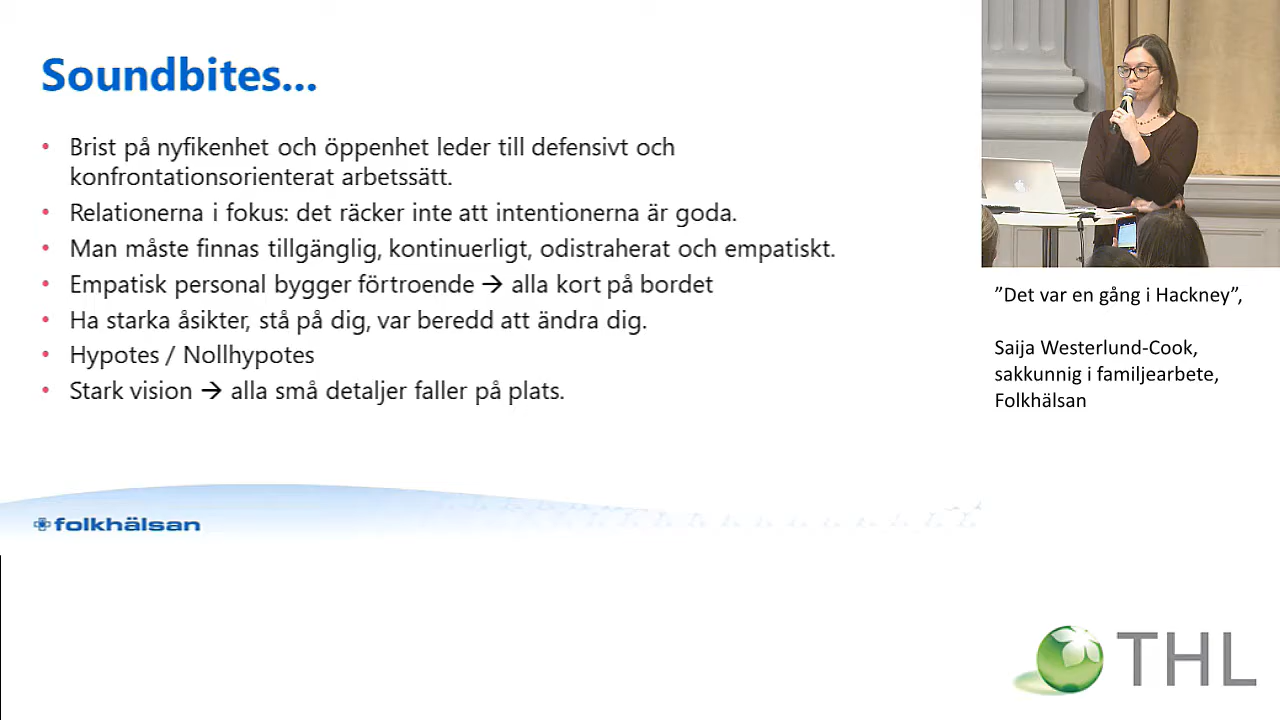 Soundbites...
• Brist på nyfikenhet och öppenhet leder till defensivt och
konfrontationsorienterat arbetssätt.
• Relationerna i fokus: det räcker inte att intentionerna är goda.
• Man måste finnas tillgänglig, kontinuerligt, odistraherat och empatiskt.
• Empatisk personal bygger förtroende → alla kort på bordet
• Ha starka åsikter, stå på dig, var beredd att ändra dig.
• Hypotes / Nollhypotes
• Stark vision → alla små detaljer faller på plats.
folkhälsan
”Det var en gång i Hackney”,
Saija Westerlund-Cook,
sakkunnig i familjearbete,
Folkhälsan
THL